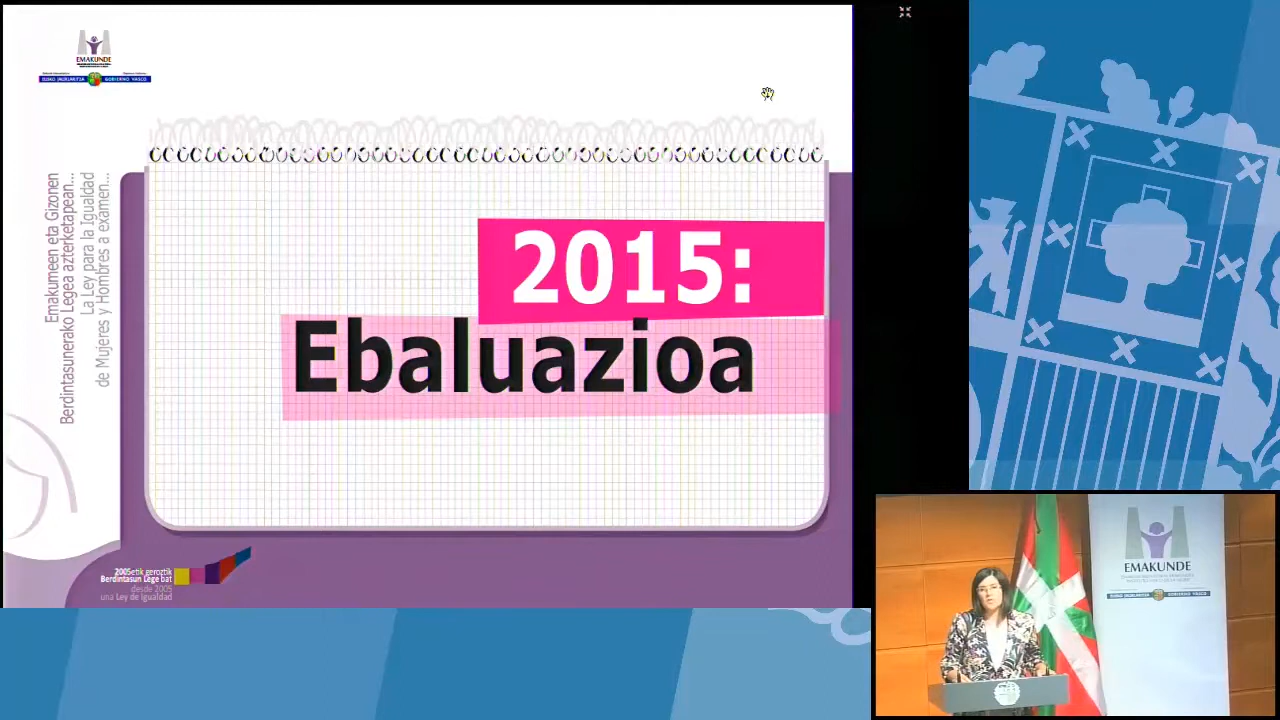 EMAKUNDE
EUSKO JAURLARITZA
GOBIERNO VASCO
Emakumeen eta Gizonen
Berdintasunerako Legea azterketapean...
La Ley para la Igualdad
de Mujeres y Hombres a examen...
2015:
Ebaluazioa
2005etik geroztik
Berdintasun Lege bat
desde 2005
una Ley de Igualdad
EMAKUNDE
EUSKO JAURLARITZA
GOBIERNO VASCO